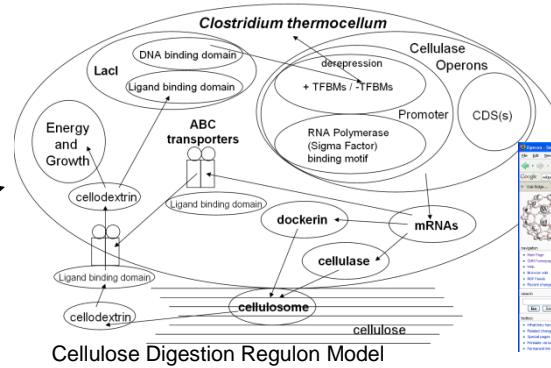 Clostridium thermocellum
DNA binding domain
LacI
Ligand binding domain
Cellulase
Operons
derepression
+ TFBMs / -TFBMs
Promoter
CDS(s)
RNA Polymerase
(Sigma Factor)
binding motif
Energy
and
Growth
ABC
transporters
cellodextrin
Ligand binding domain
dockerin
mRNAs
cellulase
Ligand binding domain
cellodextrin
cellulosome
cellulose
Cellulose Digestion Regulon Model
Google